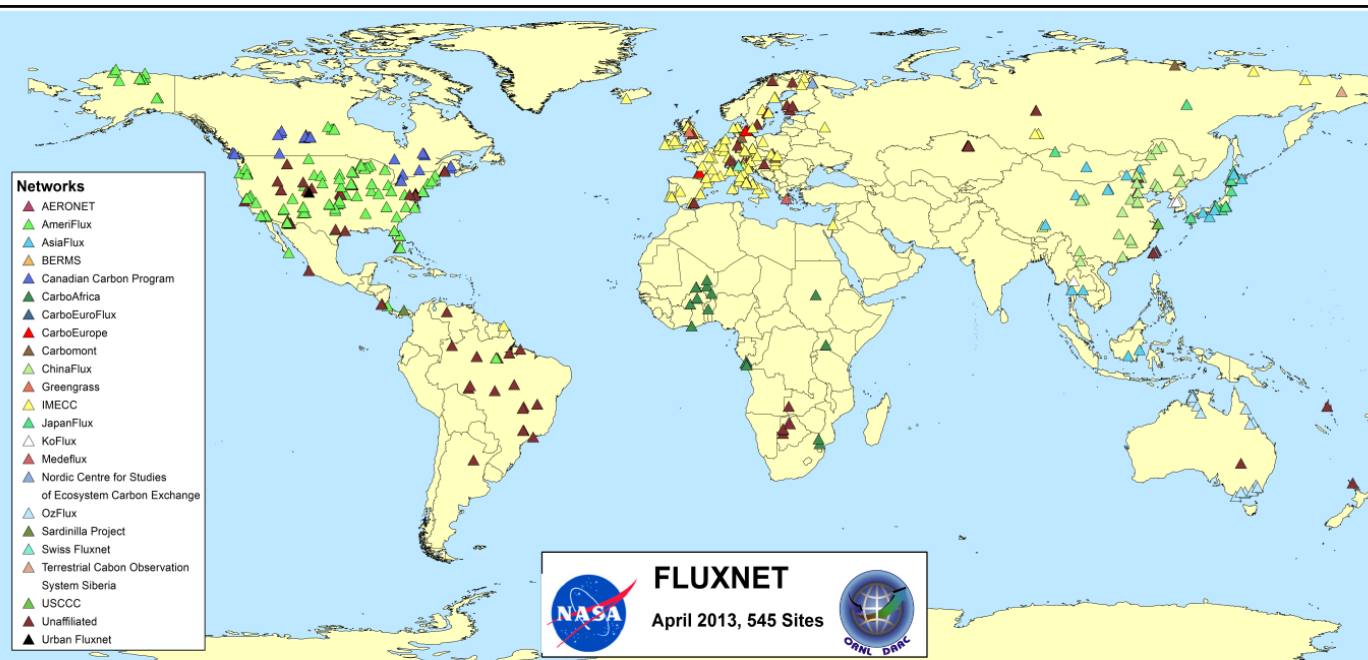 Networks
AERONET
AmeriFlux
AsiaFlux
BERMS
Canadian Carbon Program
CarboAfrica
CarboEuroFlux
CarboEurope
Carbomont
ChinaFlux
Greengrass
IMECC
JapanFlux
KoFlux
Medeflux
Nordic Centre for Studies
of Ecosystem Carbon Exchange
OzFlux
Sardinilla Project
Swiss Fluxnet
Terrestrial Cabon Observation
System Siberia
USCCC
Unaffiliated
Urban Fluxnet
NASA
FLUXNET
April 2013, 545 Sites
ORNL DAAC